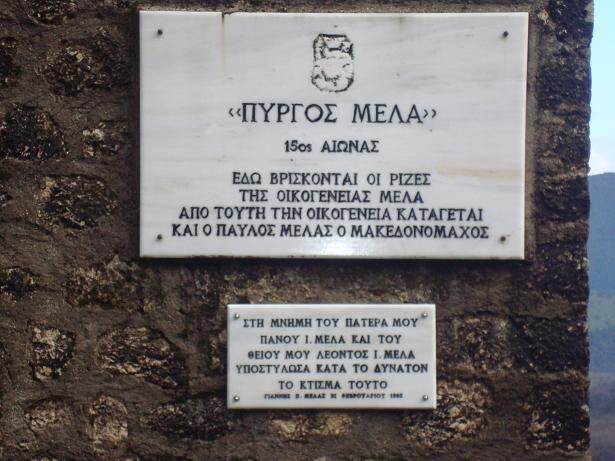 ‹‹ΠΥΡΓΟΣ ΜΕΛΑ››
15ος ΑΙΩΝΑΣ
ΕΔΩ ΒΡΙΣΚΟΝΤΑΙ ΟΙ ΡΙΖΕΣ
ΤΗΣ ΟΙΚΟΓΕΝΕΙΑΣ ΜΕΛΑ
ΑΠΟ ΤΟΥΤΗ ΤΗΝ ΟΙΚΟΓΕΝΕΙΑ ΚΑΤΑΓΕΤΑΙ
ΚΑΙ Ο ΠΑΥΛΟΣ ΜΕΛΑΣ Ο ΜΑΚΕΔΟΝΟΜΑΧΟΣ
ΣΤΗ ΜΝΗΜΗ ΤΟΥ ΠΑΤΕΡΑ ΜΟΥ
ΠΑΝΟΥ Ι. ΜΕΛΑ ΚΑΙ ΤΟΥ
ΘΕΙΟΥ ΜΟΥ ΛΕΟΝΤΟΣ Ι. ΜΕΛΑ
ΥΠΟΣΤΥΛΩΣΑ ΚΑΤΑ ΤΟ ΔΥΝΑΤΟΝ
ΤΟ ΚΤΙΣΜΑ ΤΟΥΤΟ
ΓΙΑΝΝΗΣ Π. ΜΕΛΑΣ ΦΕΒΡΟΥΑΡΙΟΥ